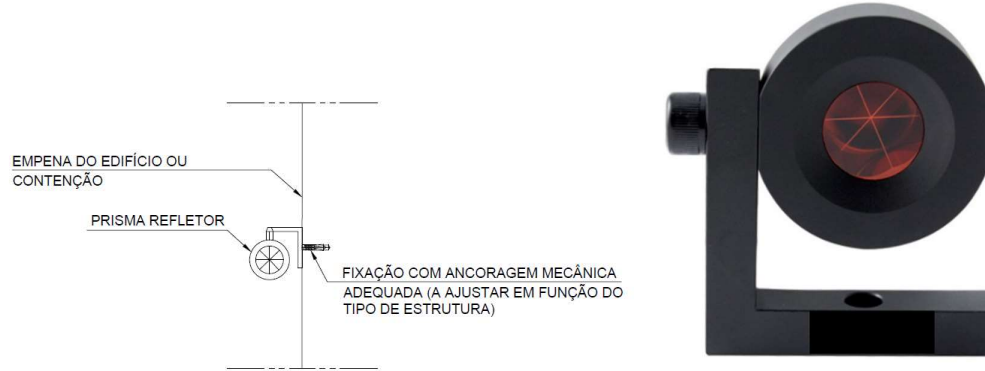 EMPENA DO EDIFÍCIO OU
CONTENÇÃO
PRISMA REFLETOR
FIXAÇÃO COM ANCORAGEM MECÂNICA
ADEQUADA (A AJUSTAR EM FUNÇÃO DO
TIPO DE ESTRUTURA)